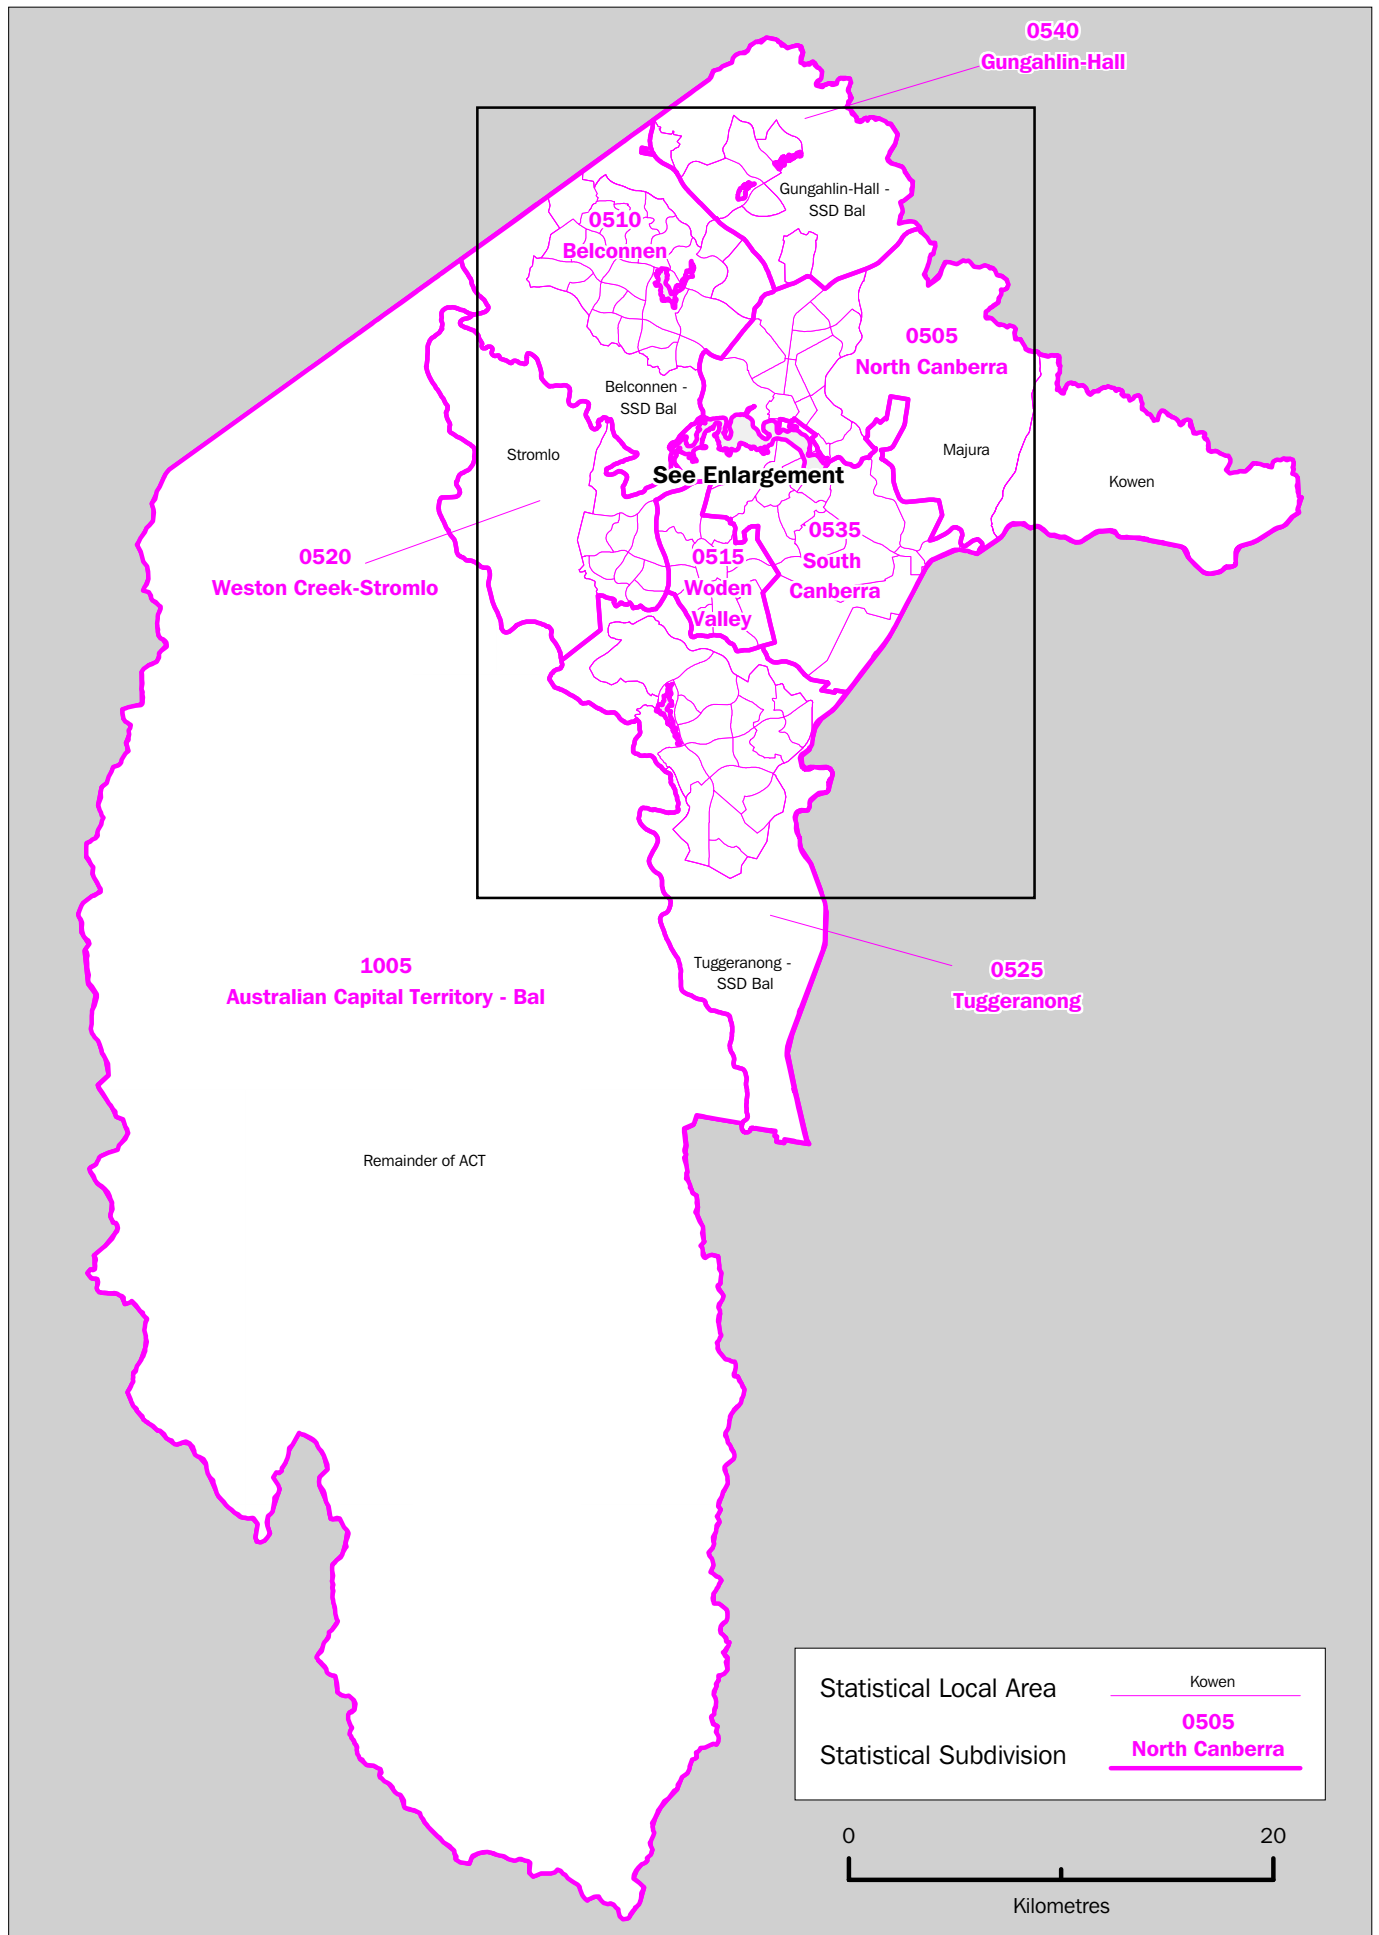 0540
Gungahlin-Hall
Gungahlin-Hall -
SSD Bal
0510
Belconnen
0505
North Canberra
Belconnen -
SSD Bal
Stromlo
Majura
See Enlargement
Kowen
0535
South
Canberra
0520
Weston Creek-Stromlo
0515
Woden
Valley
1005
Australian Capital Territory - Bal
Tuggeranong -
SSD Bal
0525
Tuggeranong
Remainder of ACT
Statistical Local Area
Kowen
0505
North Canberra
Statistical Subdivision
0
20
Kilometres